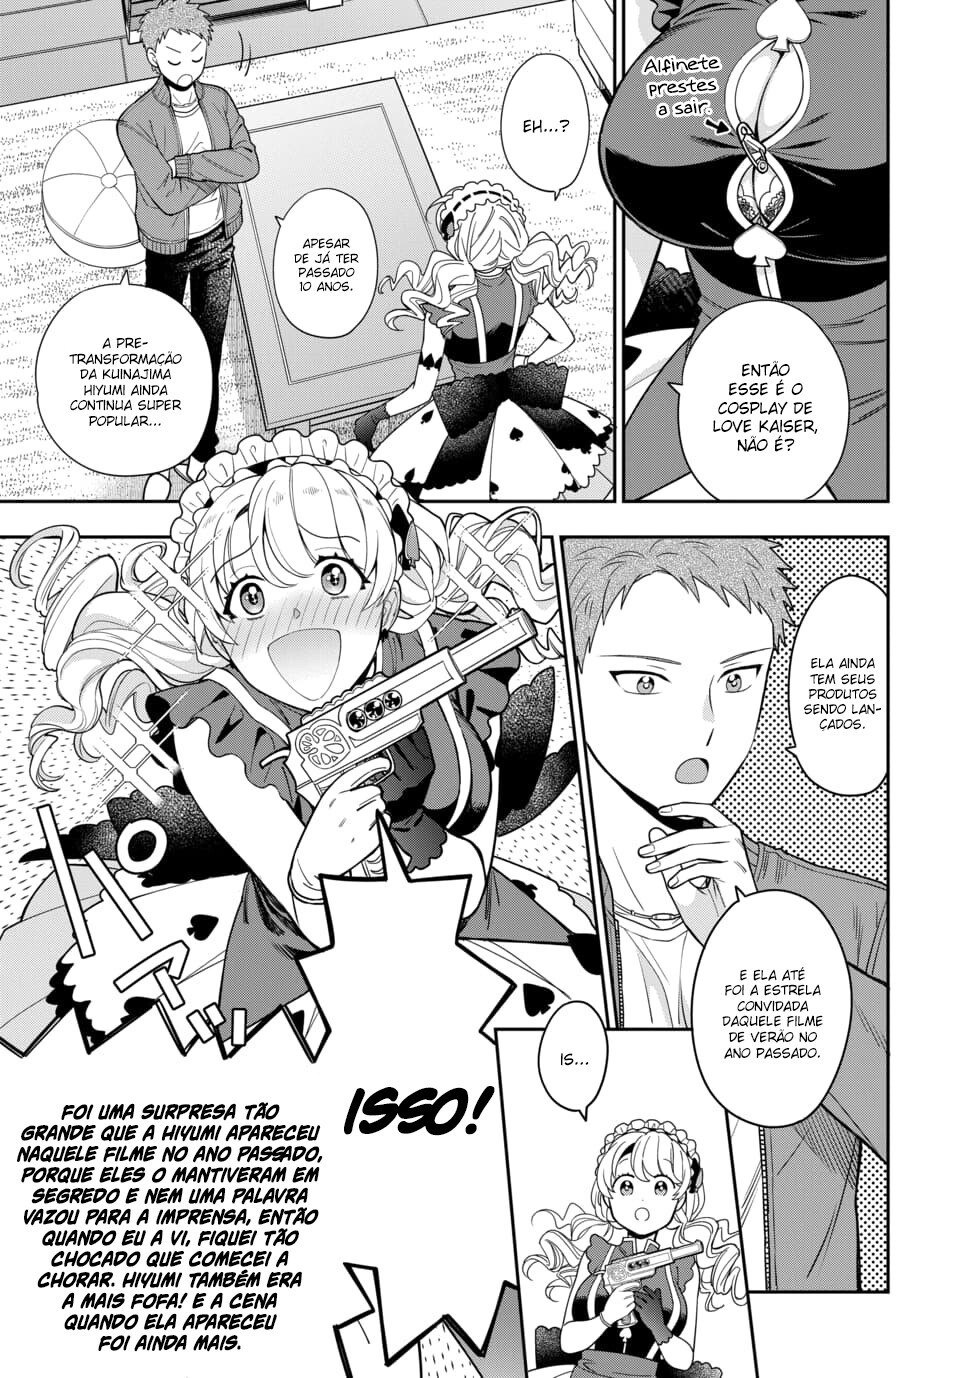 Alfinete
prestes
a sair.
ENTÃO
ESSE É O
COSPLAY DE
LOVE KAISER,
NÃO É?
EH...?
APESAR
DE JÁ TER
PASSADO
10 ANOS.
A PRE-
TRANSFORMAÇÃO
DA KUINAJIMA
HIYUMI AINDA
CONTINUA SUPER
POPULAR...
ELA AINDA
TEM SEUS
PRODUTOS
SENDO LAN-
ÇADOS.
E ELA ATÉ
FOI A ESTRELA
CONVIDADA
DAQUELE FILME
DE VERÃO NO
ANO PASSADO.
IS...
ISSO!
FOI UMA SURPRESA TÃO
GRANDE QUE A HIYUMI APARECEU
NAQUELE FILME NO ANO PASSADO,
PORQUE ELES O MANTIVERAM EM
SEGREDO E NEM UMA PALAVRA
VAZOU PARA A IMPRENSA, ENTÃO
QUANDO EU A VI, FIQUEI TÃO
CHOCADO QUE COMECEI A
CHORAR. HIYUMI TAMBÉM ERA
A MAIS FOFA! E A CENA
QUANDO ELA APARECEU
FOI AINDA MAIS.